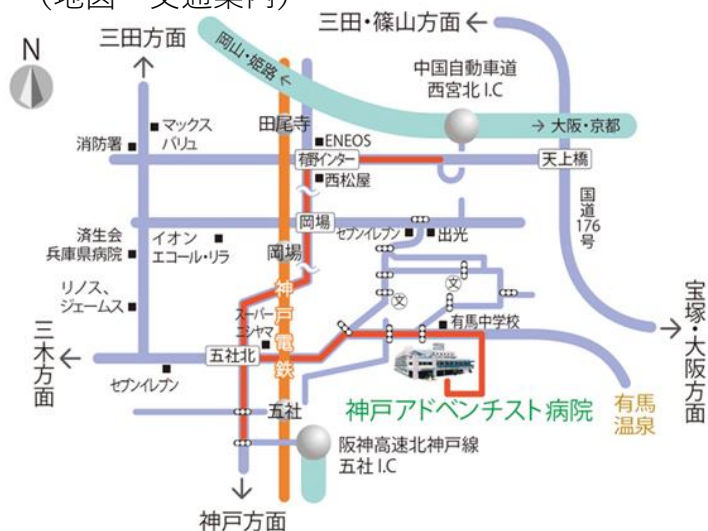 （地図・交通案内）
N
三田方面
三田・篠山方面
岡山・姫路
中国自動車道
西宮北I.C
大阪・京都
マックス
バリュ
消防署
田尾寺
ENEOS
有野インター
西松屋
天上橋
国道176号
岡場
セブンイレブン
出光
済生会
兵庫県病院
イオン
エコール・リラ
岡場
文
文
リノス、
ジェームス
神戸電鉄
スーパー
ニシヤマ
有馬中学校
宝塚・大阪方面
三木方面
五社北
セブンイレブン
五社
神戸アドベンチスト病院
有馬
温泉
阪神高速北神戸線
五社I.C
神戸方面